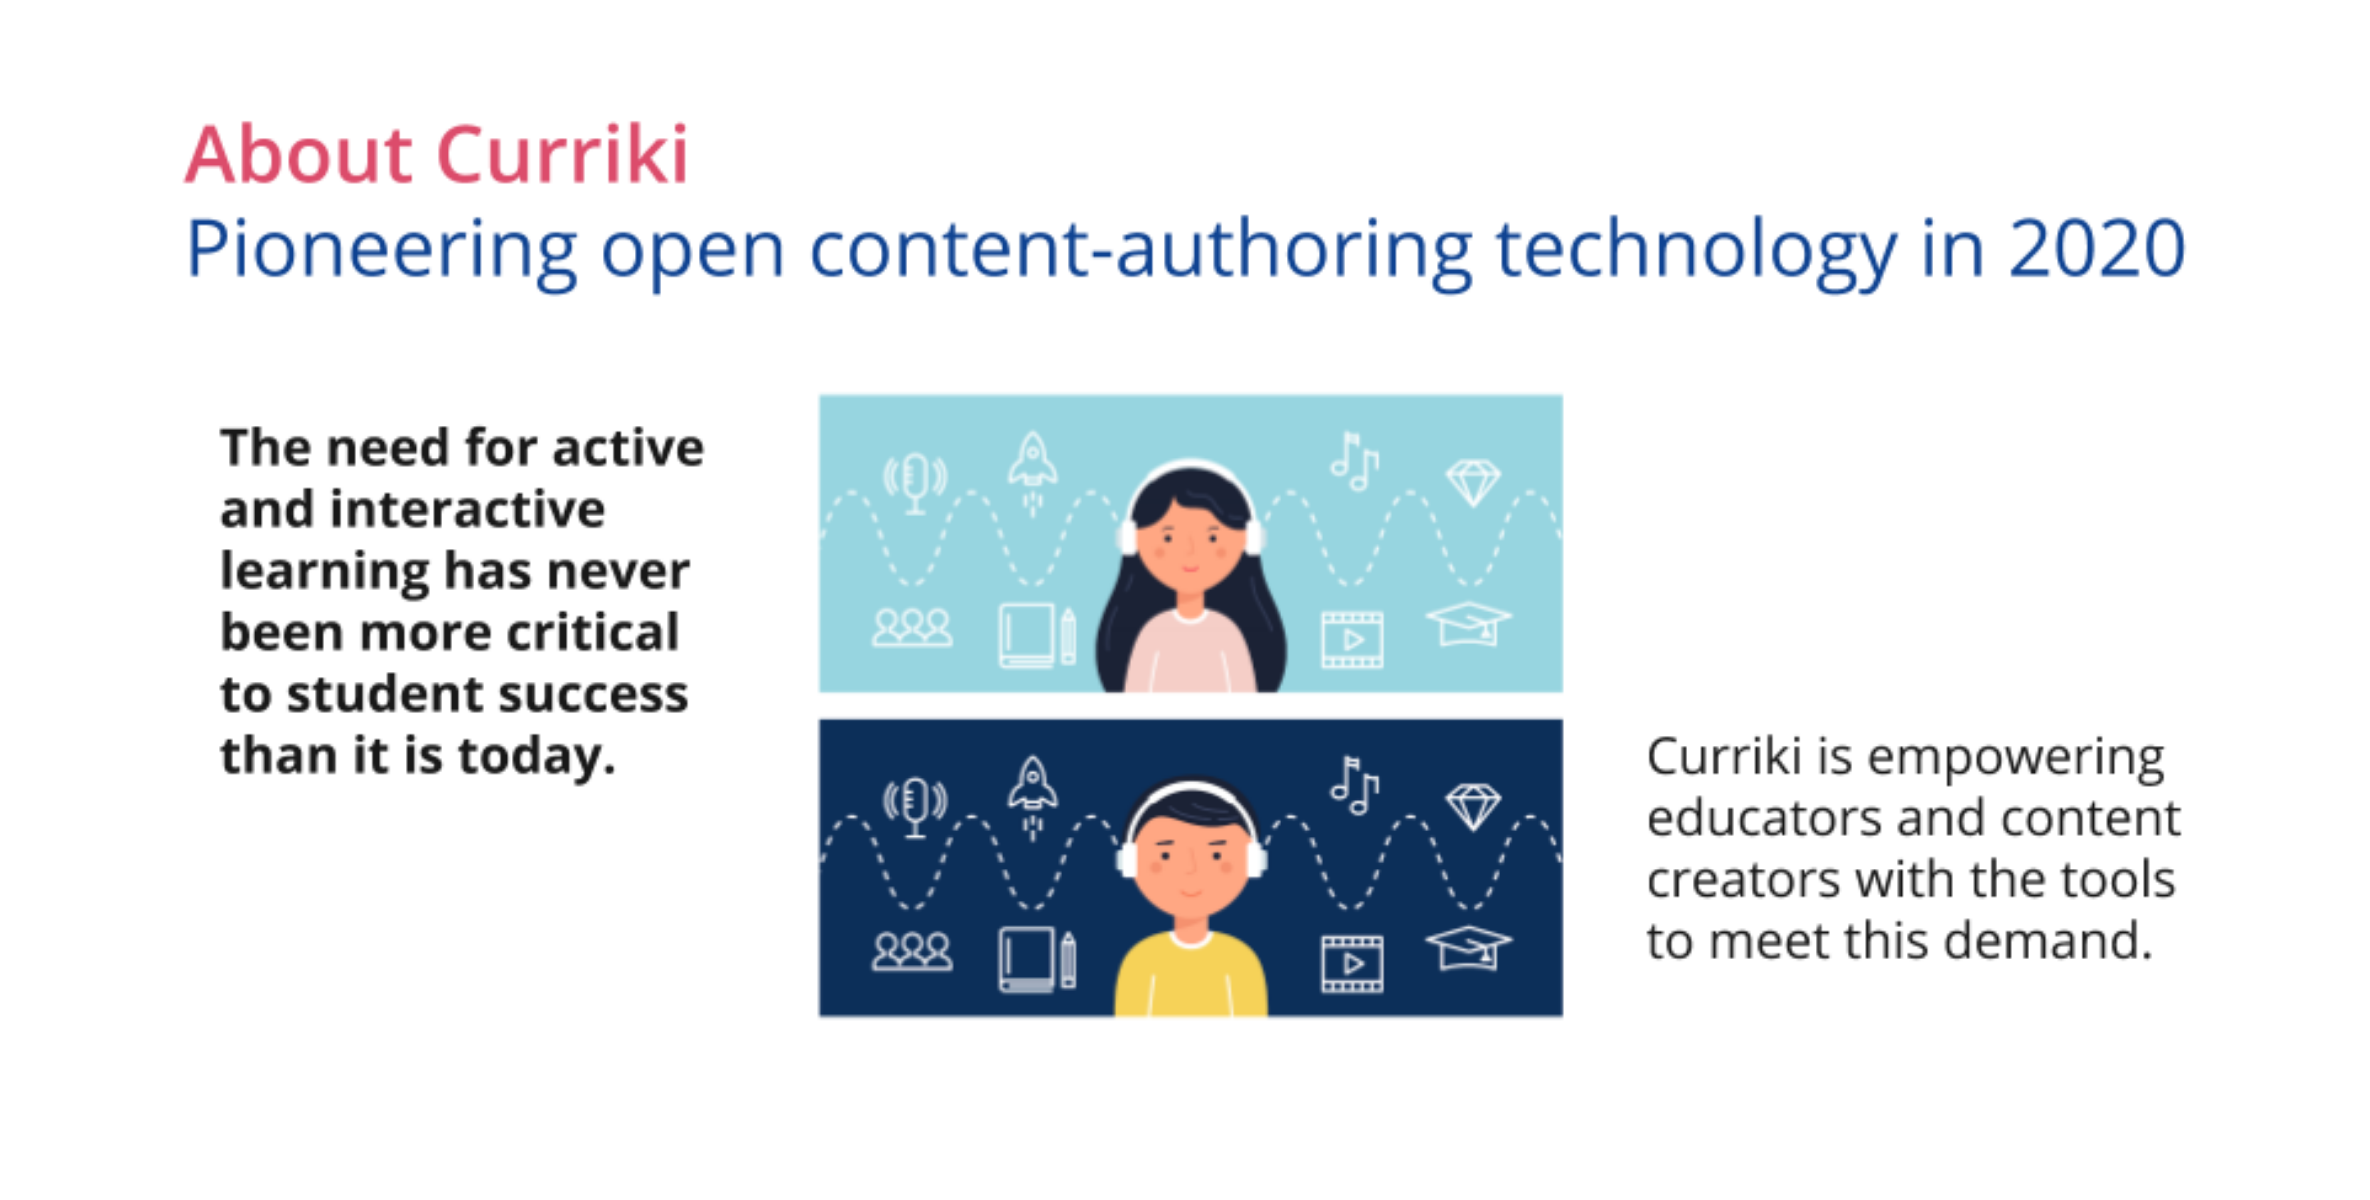 About Curriki
Pioneering open content-authoring technology in 2020
The need for active
and interactive
learning has never
been more critical
to student success
than it is today.
Curriki is empowering
educators and content
creators with the tools
to meet this demand.